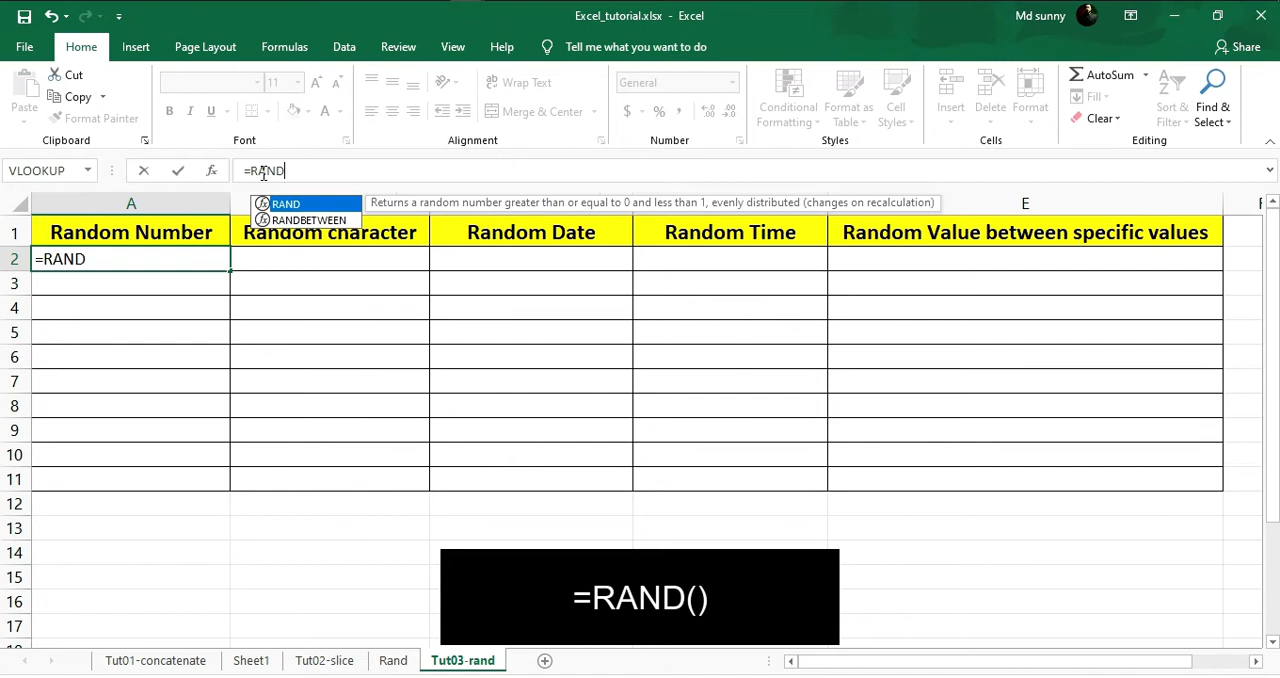 Excel_tutorial.xlsx - Excel
Md sunny
File Home Insert Page Layout Formulas Data Review View Help Tell me what you want to do Share
Paste
Cut
Copy
Format Painter
11
B I U
Wrap Text
Merge & Center
General
$ %
Conditional Formatting
Format as Table
Cell Styles
Insert
Delete
Format
AutoSum
Fill
Clear
Sort & Filter
Find & Select
Clipboard Font Alignment Number Styles Cells Editing
VLOOKUP fx =RAND
RAND
RANDBETWEEN
Returns a random number greater than or equal to 0 and less than 1, evenly distributed (changes on recalculation)
A E
1 Random Number Random character Random Date Random Time Random Value between specific values
2 =RAND
3
4
5
6
7
8
9
10
11
12
13
14
15
16
17
=RAND()
Tut01-concatenate Sheet1 Tut02-slice Rand Tut03-rand